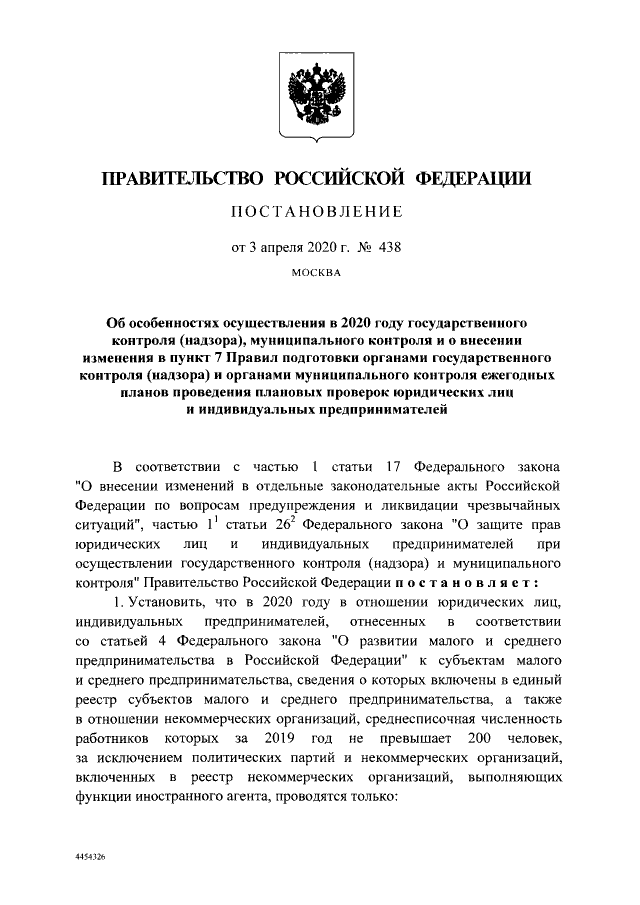 ПРАВИТЕЛЬСТВО РОССИЙСКОЙ ФЕДЕРАЦИИ
ПОСТАНОВЛЕНИЕ
от 3 апреля 2020 г. № 438
МОСКВА
Об особенностях осуществления в 2020 году государственного
контроля (надзора), муниципального контроля и о внесении
изменения в пункт 7 Правил подготовки органами государственного
контроля (надзора) и органами муниципального контроля ежегодных
планов проведения плановых проверок юридических лиц
и индивидуальных предпринимателей
В соответствии с частью 1 статьи 17 Федерального закона
"О внесении изменений в отдельные законодательные акты Российской
Федерации по вопросам предупреждения и ликвидации чрезвычайных
ситуаций", частью 1¹ статьи 26² Федерального закона "О защите прав
юридических лиц и индивидуальных предпринимателей при
осуществлении государственного контроля (надзора) и муниципального
контроля" Правительство Российской Федерации постановляет:
1. Установить, что в 2020 году в отношении юридических лиц,
индивидуальных предпринимателей, отнесенных в соответствии
со статьей 4 Федерального закона "О развитии малого и среднего
предпринимательства в Российской Федерации" к субъектам малого
и среднего предпринимательства, сведения о которых включены в единый
реестр субъектов малого и среднего предпринимательства, а также
в отношении некоммерческих организаций, среднесписочная численность
работников которых за 2019 год не превышает 200 человек,
за исключением политических партий и некоммерческих организаций,
включенных в реестр некоммерческих организаций, выполняющих
функции иностранного агента, проводятся только:
4454326